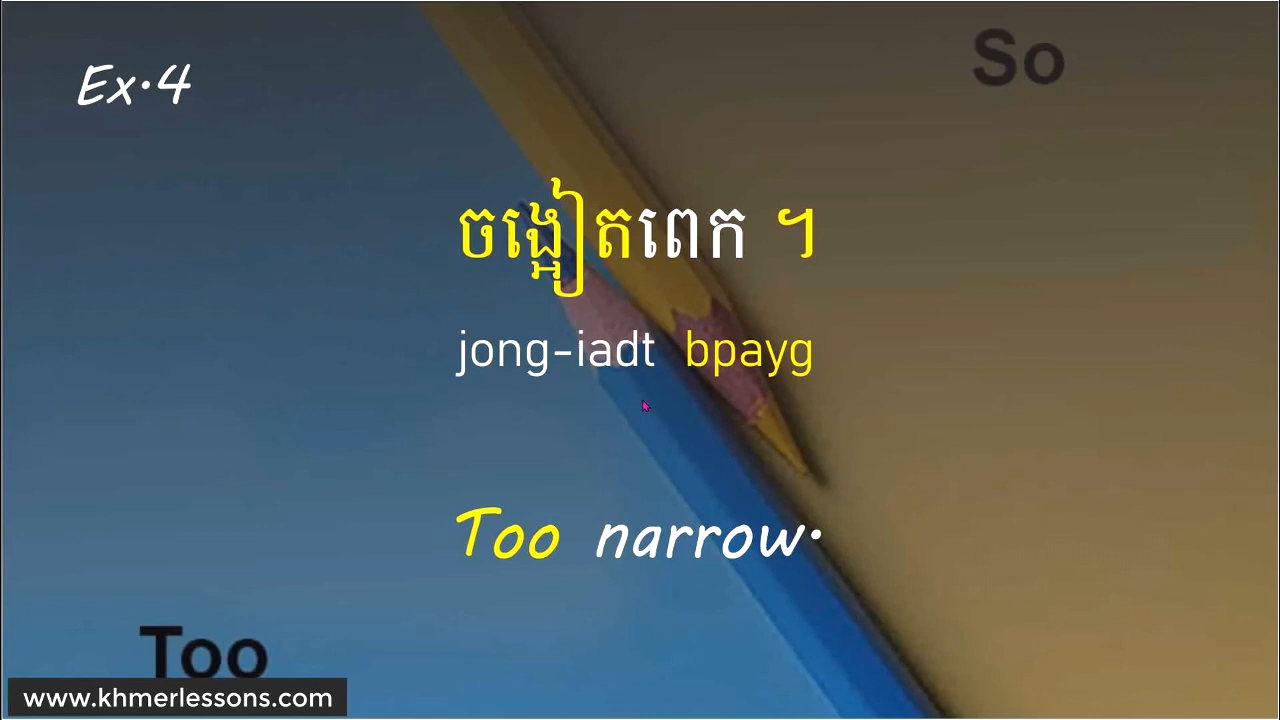 So
Ex.4
ចង្អៀតពេក ។
jong-iadt bpayg
Too narrow.
Too
www.khmerlessons.com